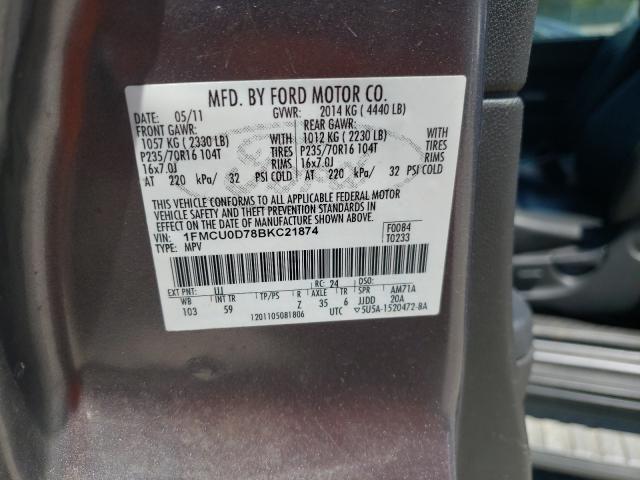 MFD. BY FORD MOTOR CO.
DATE: 05/11 GVWR: 2014 KG ( 4440 LB)
FRONT GAWR: REAR GAWR:
1057 KG ( 2330 LB) WITH 1012 KG ( 2230 LB) WITH
P235/70R16 104T TIRES P235/70R16 104T TIRES
16x7.0J RIMS 16x7.0J RIMS
AT 220 kPa/ 32 PSI COLD AT 220 kPa/ 32 PSI COLD
THIS VEHICLE CONFORMS TO ALL APPLICABLE FEDERAL MOTOR
VEHICLE SAFETY AND THEFT PREVENTION STANDARDS IN
EFFECT ON THE DATE OF MANUFACTURE SHOWN ABOVE.
VIN: 1FMCU0D78BKC21874 F0084
TYPE: MPV T0233
EXT PNT: UJ RC: 24 DSO:
WB INT TR TP/PS R AXLE TR SPR AM71A
103 59 Z 35 6 JJDD 20A
1201105081806 UTC ▽5U5A-1520472-BA
Ford